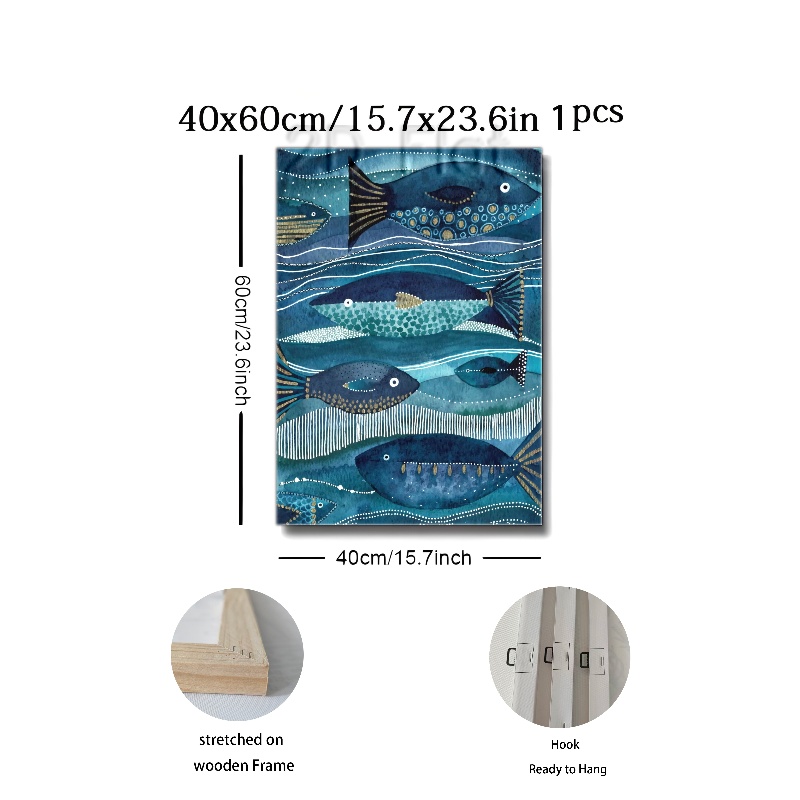 40x60cm/15.7x23.6in 1pcs
60cm/23.6inch
40cm/15.7inch
stretched on
wooden Frame
Hook
Ready to Hang